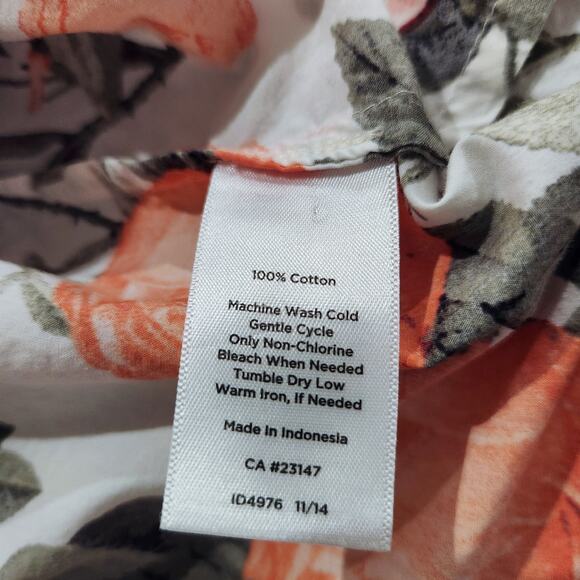 100% Cotton
Machine Wash Cold
Gentle Cycle
Only Non-Chlorine
Bleach When Needed
Tumble Dry Low
Warm Iron, If Needed
Made In Indonesia
CA #23147
ID4976 11/14